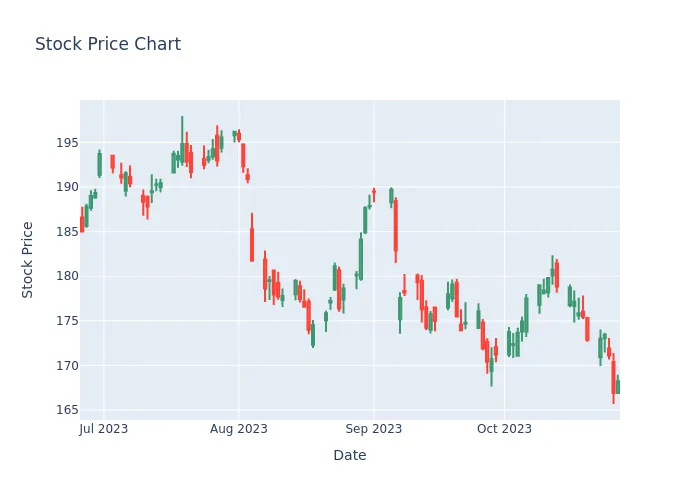 Stock Price Chart
Stock Price
195
190
185
180
175
170
165
Jul 2023
Aug 2023
Sep 2023
Oct 2023
Date